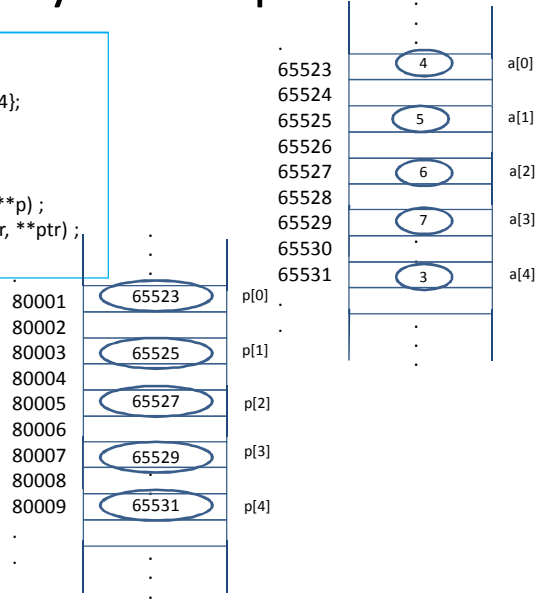 4};
**p) ;
r, **ptr) ;
.
.
.
65523 4 a[0]
65524
65525 5 a[1]
65526
65527 6 a[2]
65528
65529 7 a[3]
65530 .
65531 3 a[4]
.
.
.
.
.
.
.
.
.
80001 65523 p[0]
80002
80003 65525 p[1]
80004
80005 65527 p[2]
80006
80007 65529 p[3]
80008 .
80009 65531 p[4]
.
.
.
.
.